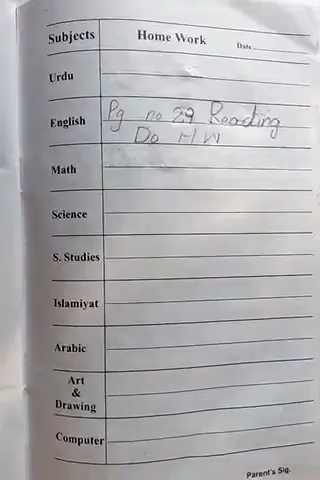 Subjects Home Work Date
Urdu
English Pg no 29 Reading
Do H.W
Math
Science
S. Studies
Islamiyat
Arabic
Art
&
Drawing
Computer
Parent's Sig.